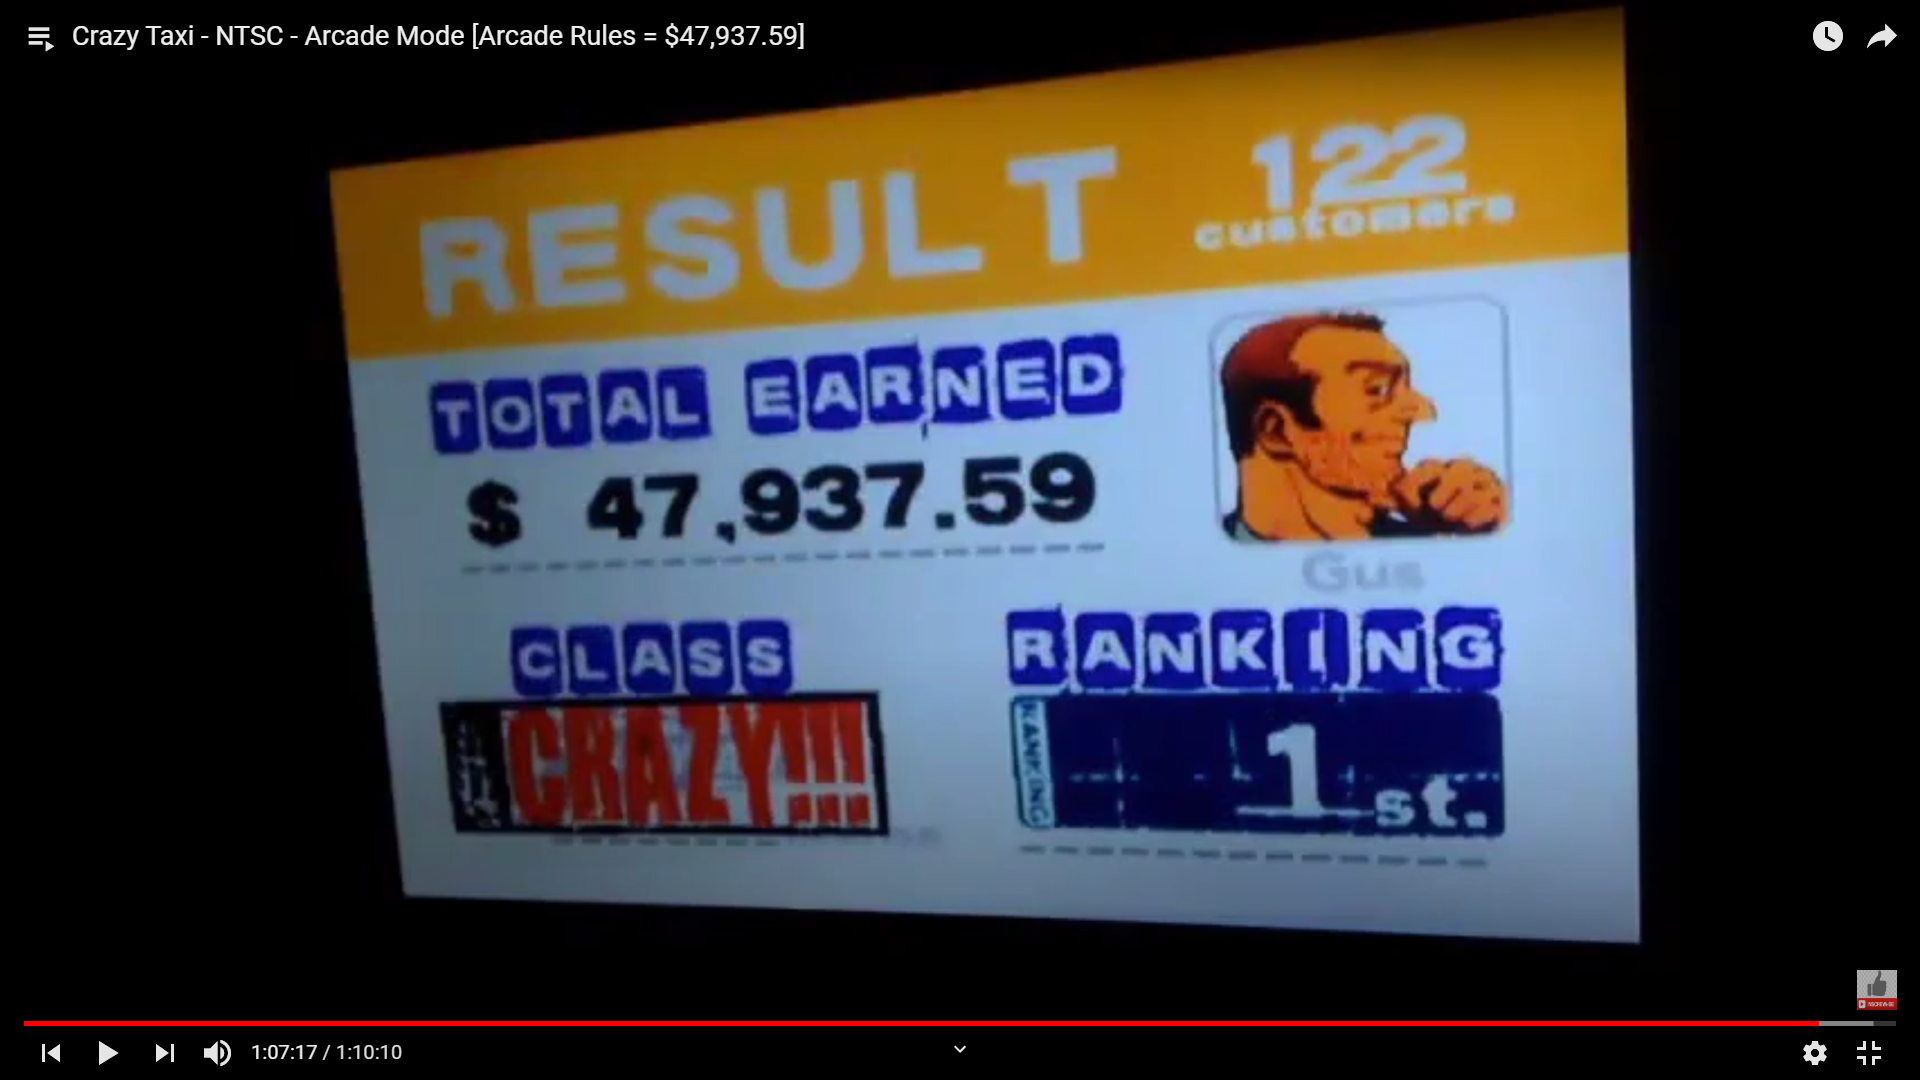 Crazy Taxi - NTSC - Arcade Mode [Arcade Rules = $47,937.59]
RESULT
122
customers
TOTAL EARNED
$ 47,937.59
Gus
CLASS
RANKING
CRAZY!!!
RANKING
1st.
1:07:17 / 1:10:10